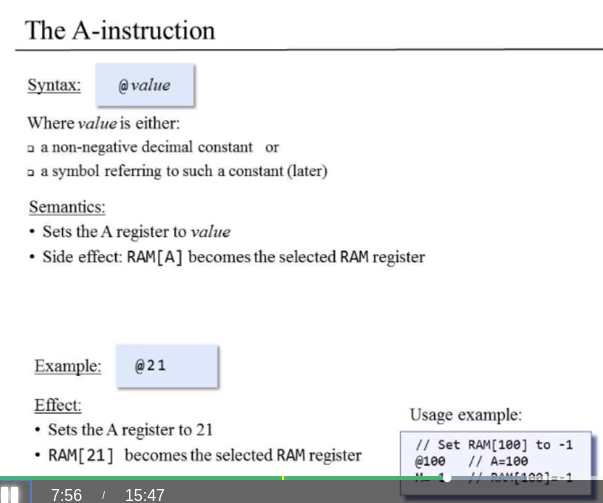 The A-instruction
Syntax: @value
Where value is either:
❑ a non-negative decimal constant or
❑ a symbol referring to such a constant (later)
Semantics:
• Sets the A register to value
• Side effect: RAM[A] becomes the selected RAM register
Example: @21
Effect:
• Sets the A register to 21
• RAM[21] becomes the selected RAM register
Usage example:
// Set RAM[100] to -1
@100 // A=100
M=-1 // RAM[100]=-1
7:56 / 15:47